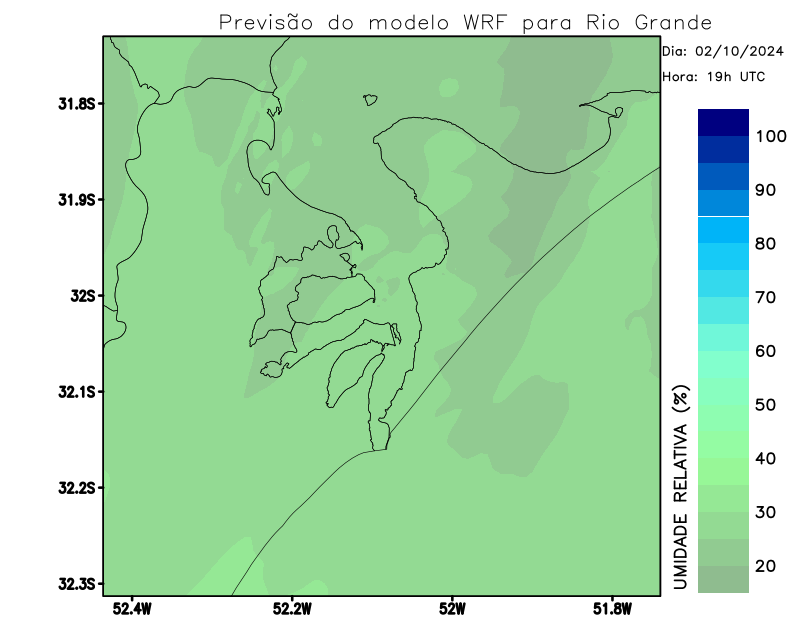 Previsão do modelo WRF para Rio Grande
Dia: 02/10/2024
Hora: 19h UTC
31.8S
31.9S
32S
32.1S
32.2S
32.3S
52.4W
52.2W
52W
51.8W
UMIDADE RELATIVA (%)
100
90
80
70
60
50
40
30
20